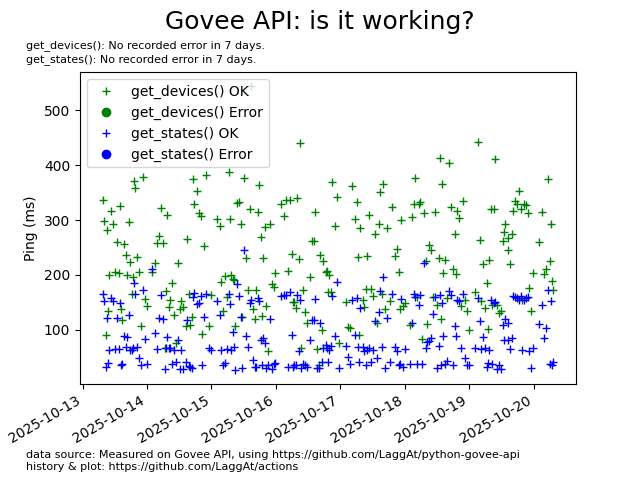 Govee API: is it working?
get_devices(): No recorded error in 7 days.
get_states(): No recorded error in 7 days.
get_devices() OK
get_devices() Error
get_states() OK
get_states() Error
Ping (ms)
500
400
300
200
100
2025-10-13
2025-10-14
2025-10-15
2025-10-16
2025-10-17
2025-10-18
2025-10-19
2025-10-20
data source: Measured on Govee API, using https://github.com/LaggAt/python-govee-api
history & plot: https://github.com/LaggAt/actions